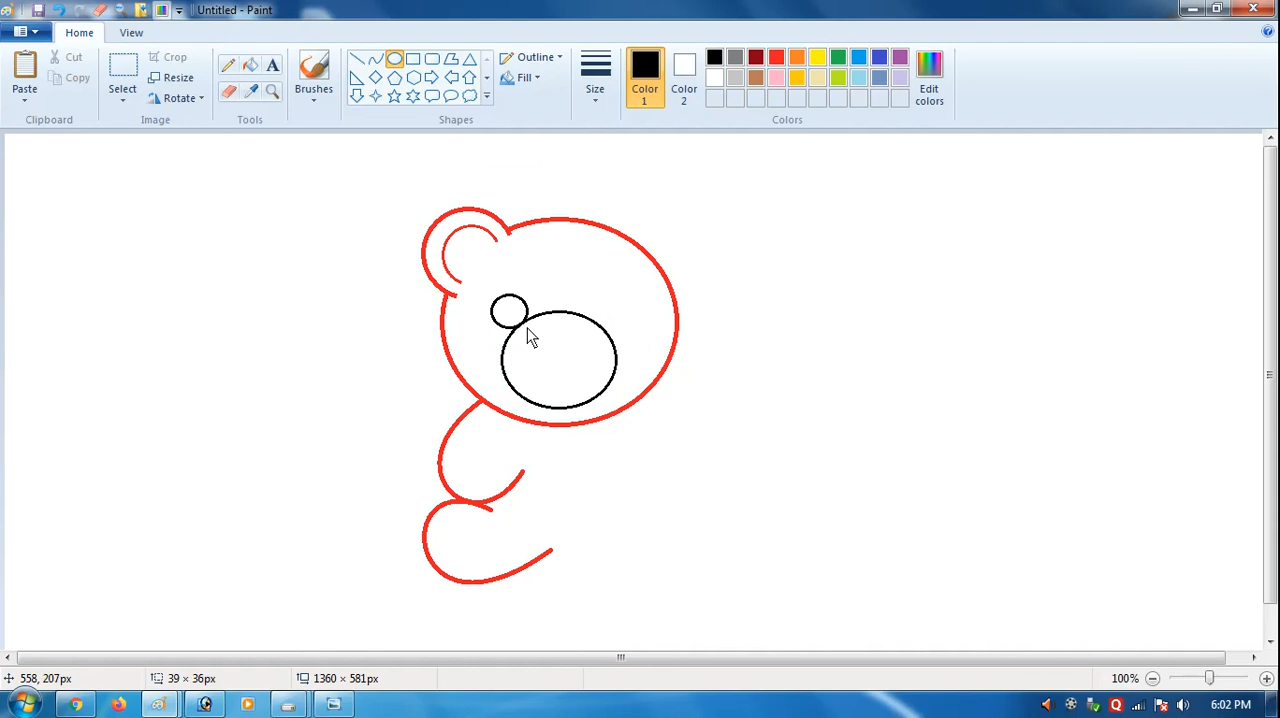 Untitled - Paint
Home
View
Paste
Cut
Copy
Clipboard
Select
Crop
Resize
Rotate
Image
Tools
Brushes
Shapes
Outline
Fill
Size
Color 1
Color 2
Edit colors
Colors
558, 207px
39 × 36px
1360 × 581px
100%
6:02 PM